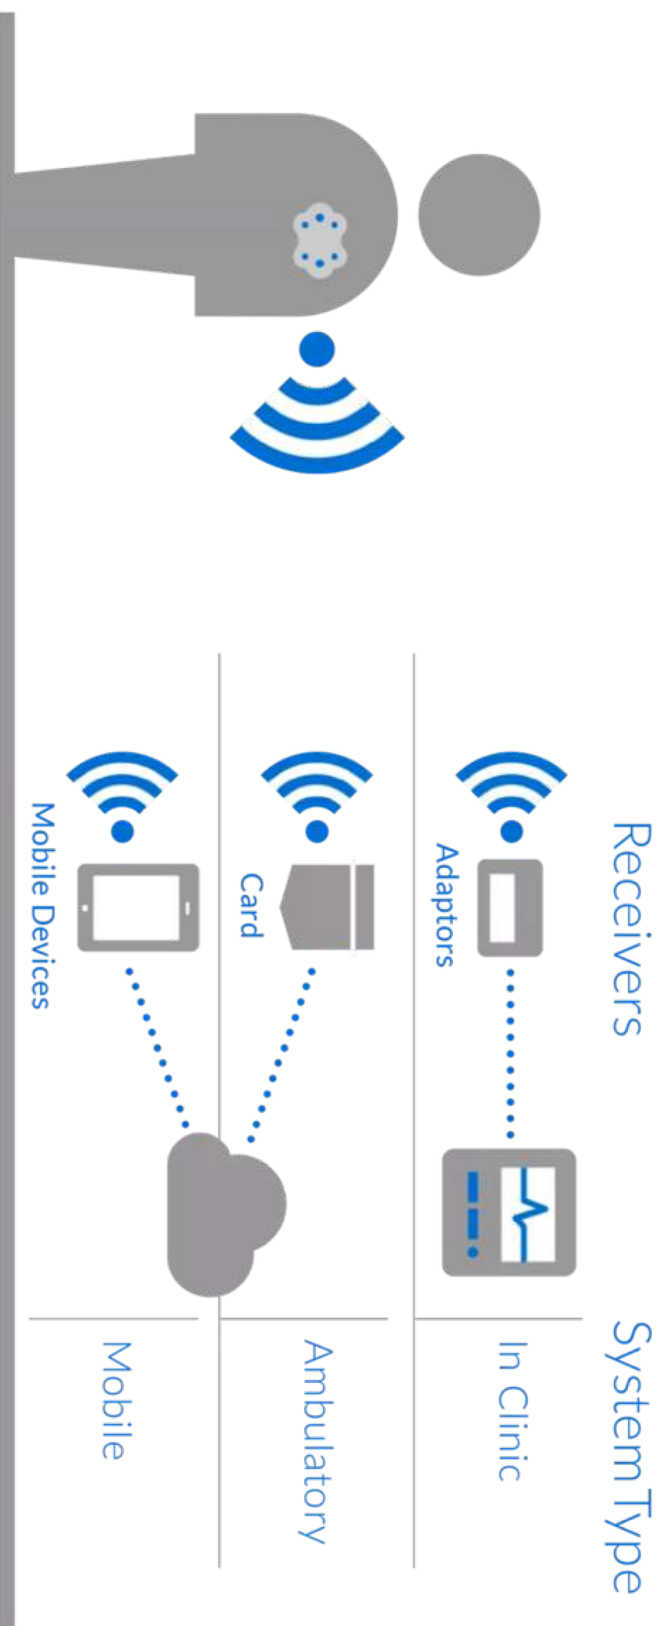 Receivers
System Type
Adaptors
In Clinic
Card
Ambulatory
Mobile Devices
Mobile